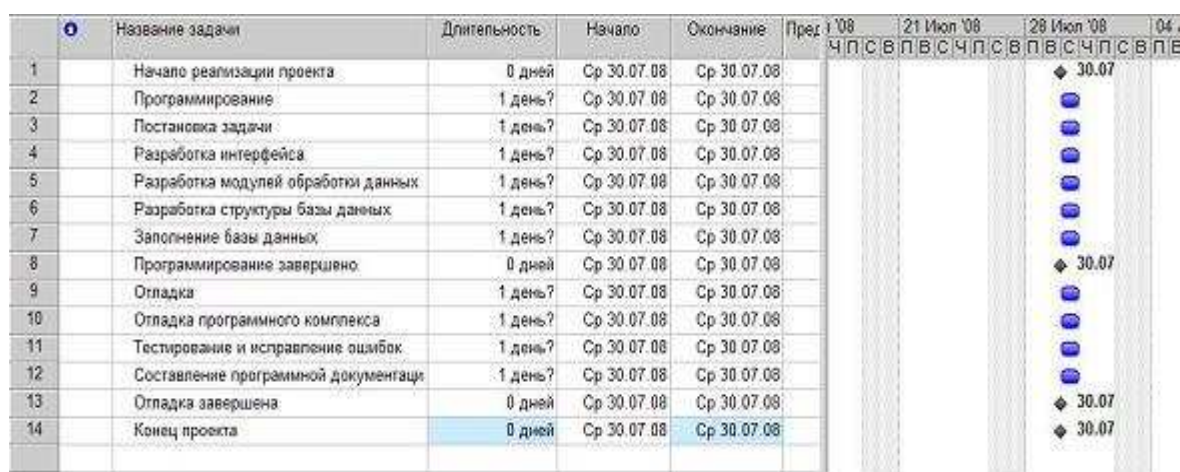 Название задачи Длительность Начало Окончание Пред '08 21 Июл '08 28 Июл '08 04
Ч П С В П В С Ч П С В П В С Ч П С В П В
1 Начало реализации проекта 0 дней Ср 30.07.08 Ср 30.07.08 30.07
2 Программирование 1 день? Ср 30.07.08 Ср 30.07.08
3 Постановка задачи 1 день? Ср 30.07.08 Ср 30.07.08
4 Разработка интерфейса 1 день? Ср 30.07.08 Ср 30.07.08
5 Разработка модулей обработки данных 1 день? Ср 30.07.08 Ср 30.07.08
6 Разработка структуры базы данных 1 день? Ср 30.07.08 Ср 30.07.08
7 Заполнение базы данных 1 день? Ср 30.07.08 Ср 30.07.08
8 Программирование завершено 0 дней Ср 30.07.08 Ср 30.07.08 30.07
9 Отладка 1 день? Ср 30.07.08 Ср 30.07.08
10 Отладка программного комплекса 1 день? Ср 30.07.08 Ср 30.07.08
11 Тестирование и исправление ошибок 1 день? Ср 30.07.08 Ср 30.07.08
12 Составление программной документаци 1 день? Ср 30.07.08 Ср 30.07.08
13 Отладка завершена 0 дней Ср 30.07.08 Ср 30.07.08 30.07
14 Конец проекта 0 дней Ср 30.07.08 Ср 30.07.08 30.07